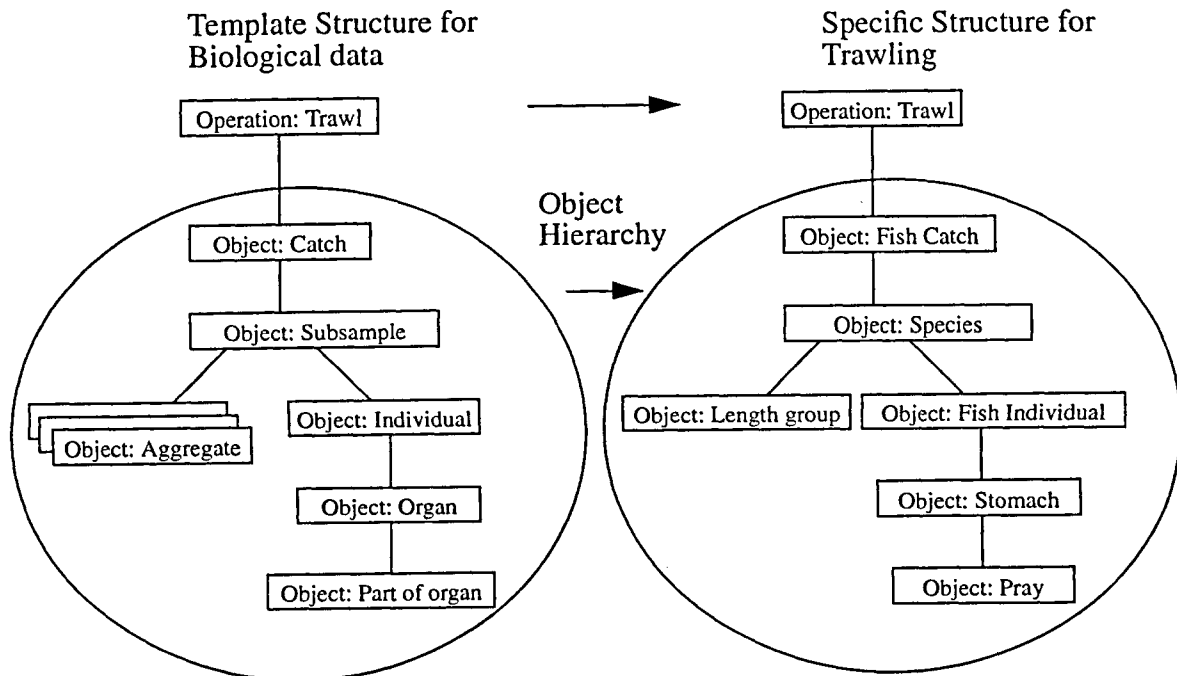 Template Structure for
Biological data
Operation: Trawl
Object: Catch
Object: Subsample
Object: Aggregate
Object: Individual
Object: Organ
Object: Part of organ
Object
Hierarchy
Specific Structure for
Trawling
Operation: Trawl
Object: Fish Catch
Object: Species
Object: Length group
Object: Fish Individual
Object: Stomach
Object: Pray